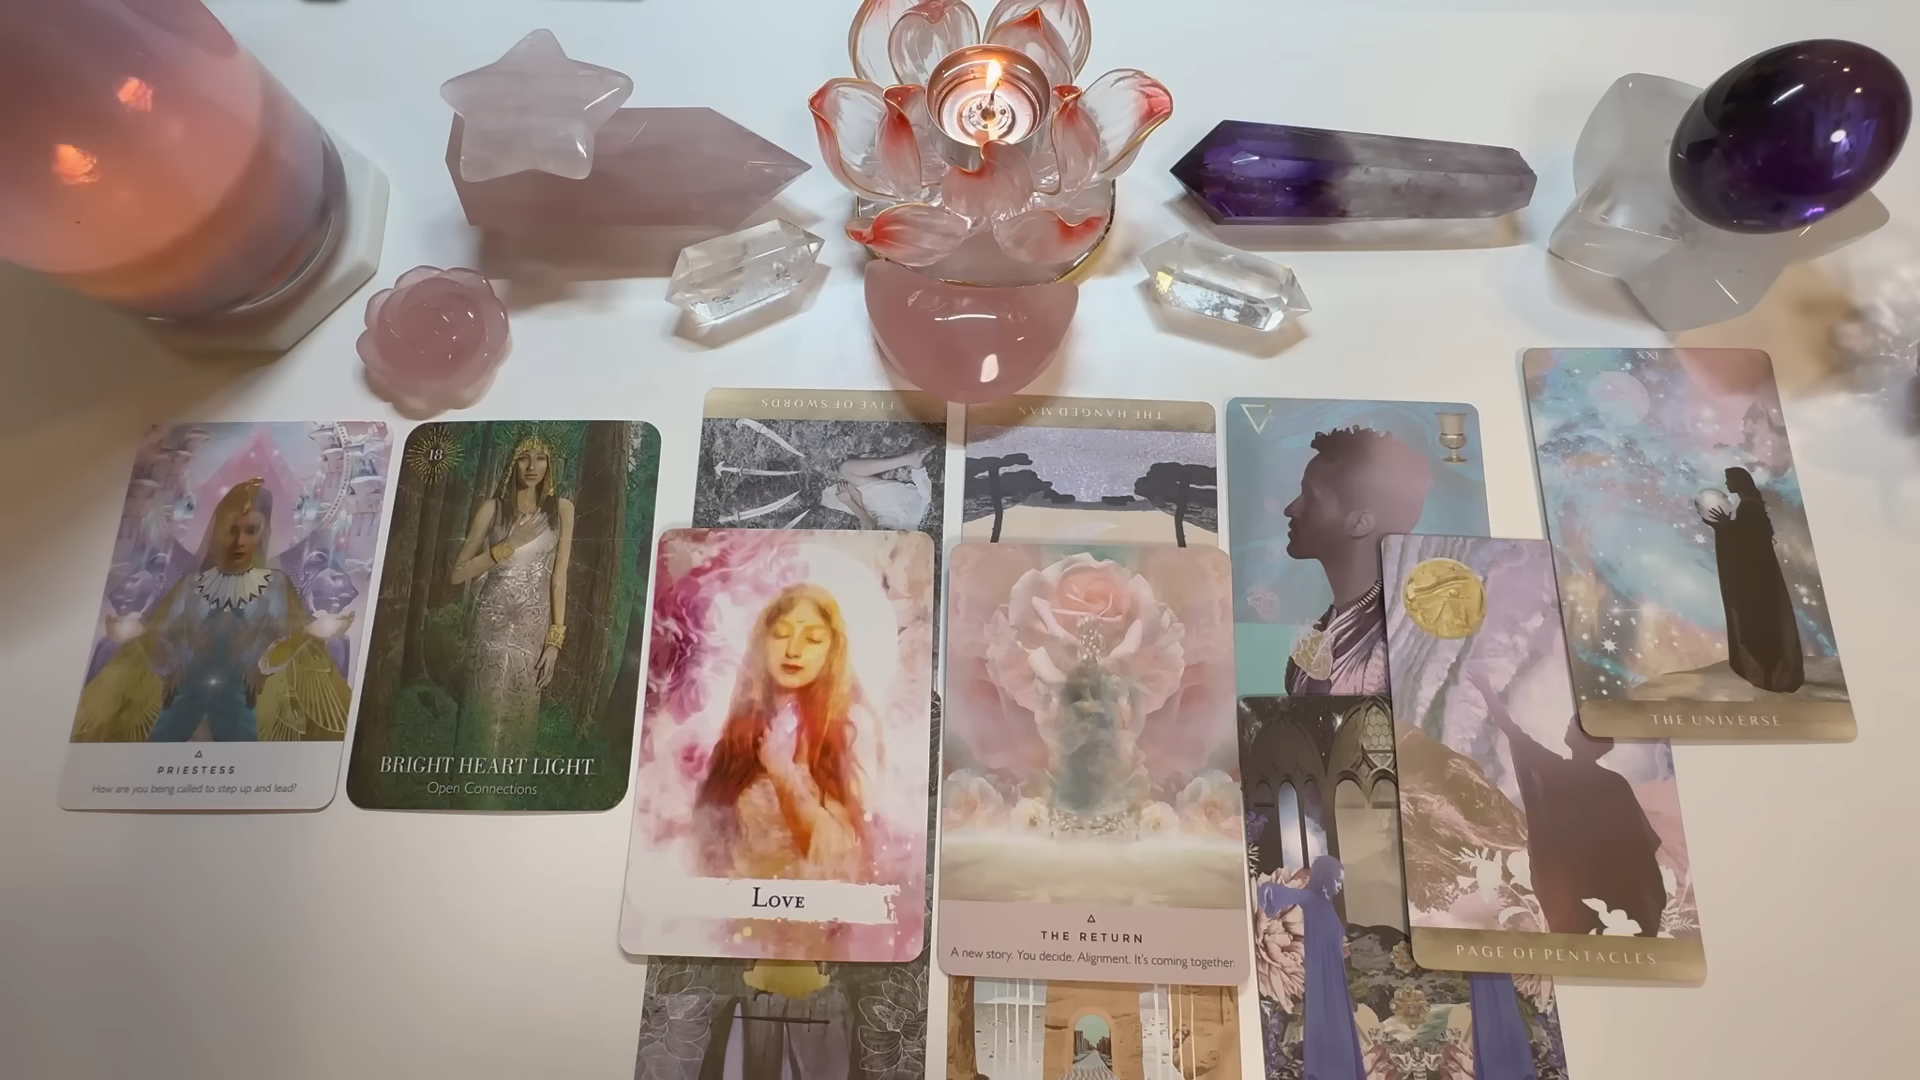 FIVE OF SWORDS
THE HANGED MAN
XXI
18
PRIESTESS
How are you being called to step up and lead?
BRIGHT HEART LIGHT
Open Connections
LOVE
THE RETURN
A new story. You decide. Alignment. It's coming together.
THE UNIVERSE
PAGE OF PENTACLES